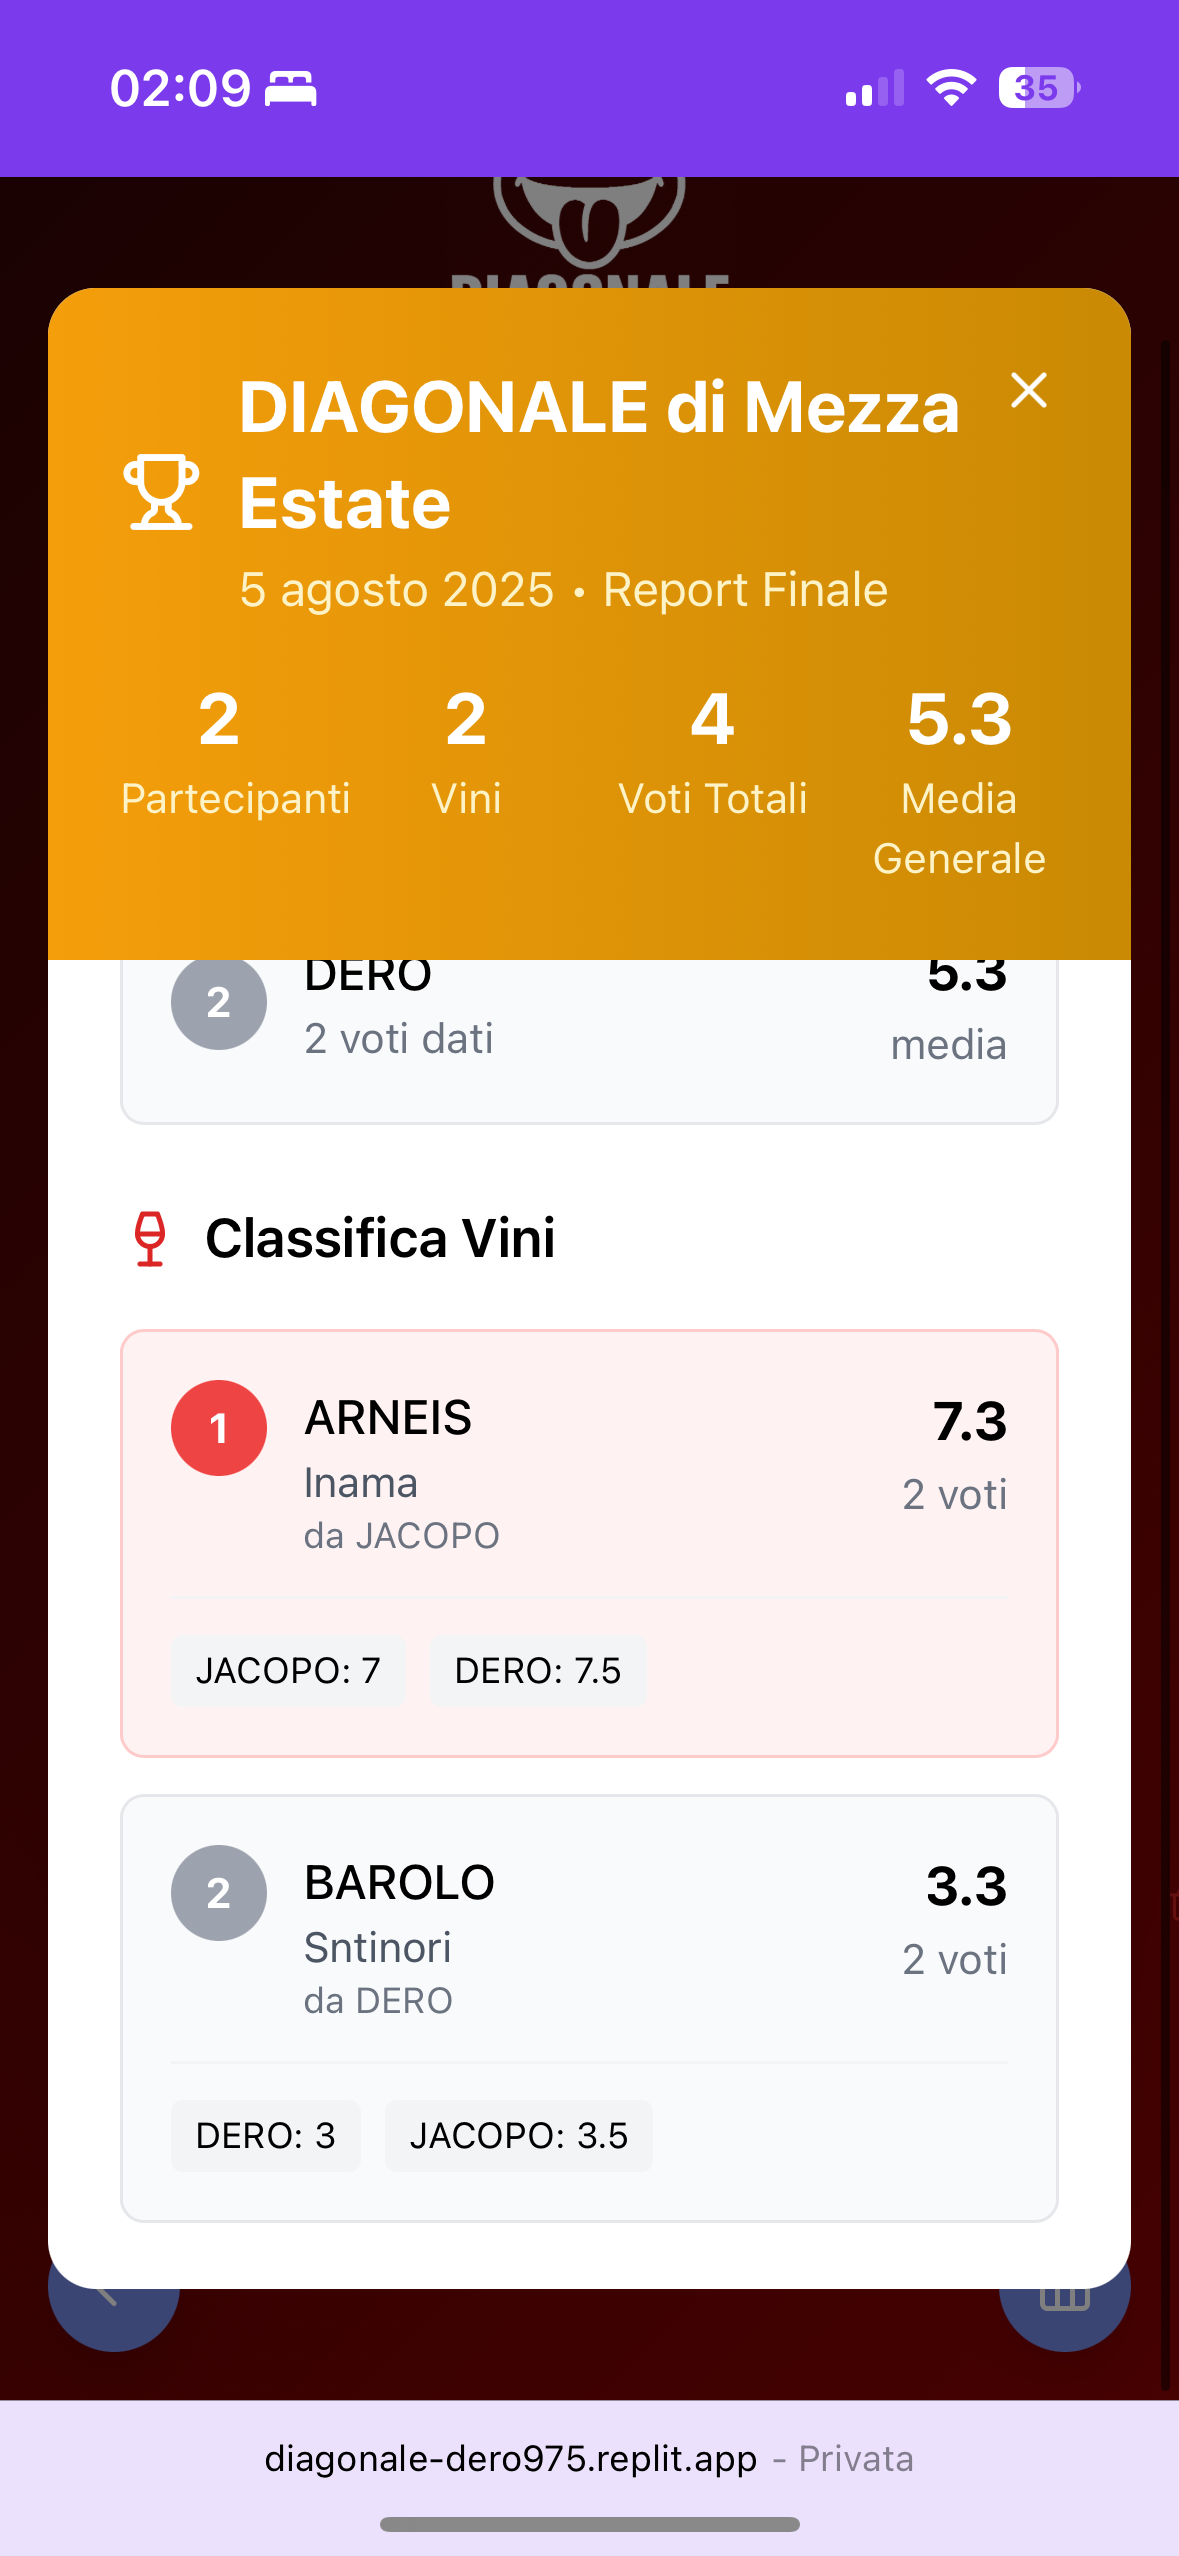 02:09
35
DIAGONALE
DIAGONALE di Mezza
Estate
5 agosto 2025 • Report Finale
2
Partecipanti
2
Vini
4
Voti Totali
5.3
Media
Generale
2
DERO
5.3
2 voti dati
media
Classifica Vini
1
ARNEIS
7.3
Inama
2 voti
da JACOPO
JACOPO: 7
DERO: 7.5
2
BAROLO
3.3
Sntinori
2 voti
da DERO
DERO: 3
JACOPO: 3.5
diagonale-dero975.replit.app - Privata